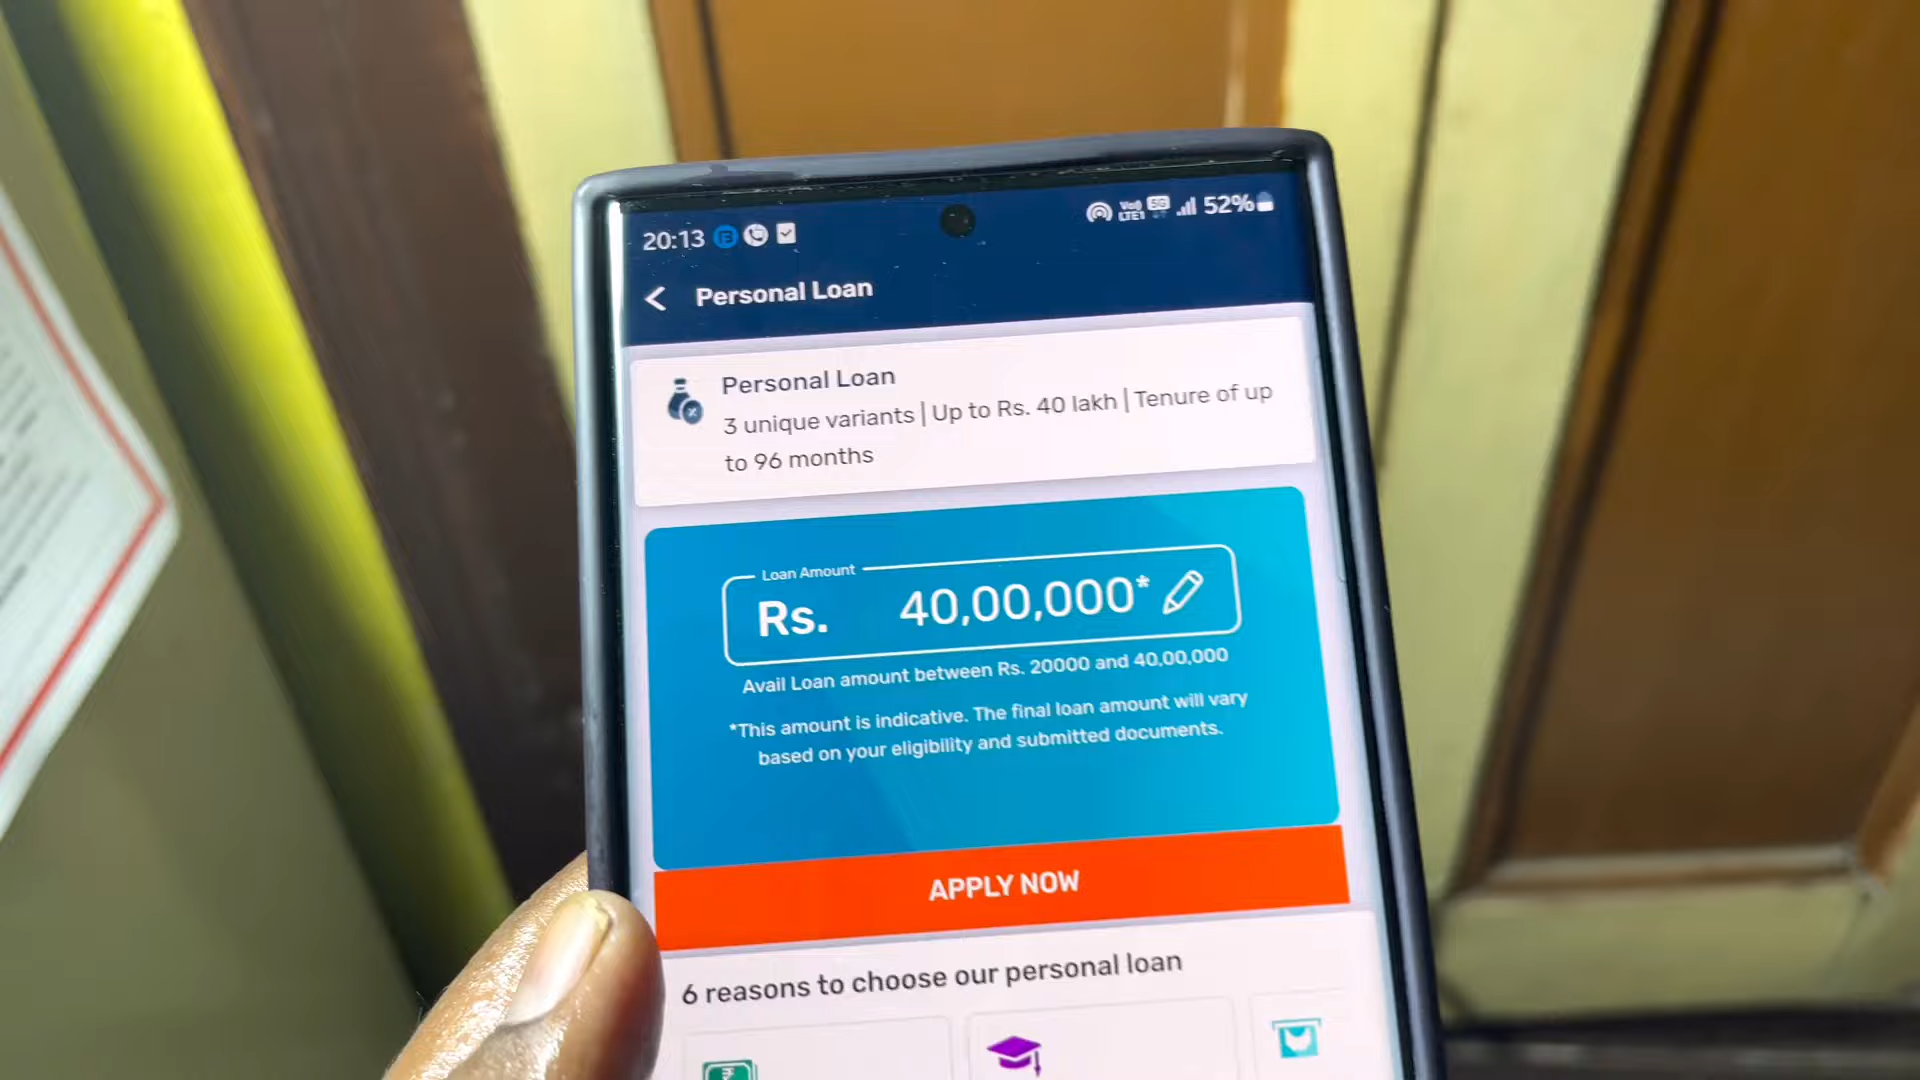 20:13
Vo))
LTE1
5G
52%
Personal Loan
Personal Loan
3 unique variants | Up to Rs. 40 lakh | Tenure of up
to 96 months
Loan Amount
Rs. 40,00,000*
Avail Loan amount between Rs. 20000 and 40,00,000
*This amount is indicative. The final loan amount will vary
based on your eligibility and submitted documents.
APPLY NOW
6 reasons to choose our personal loan